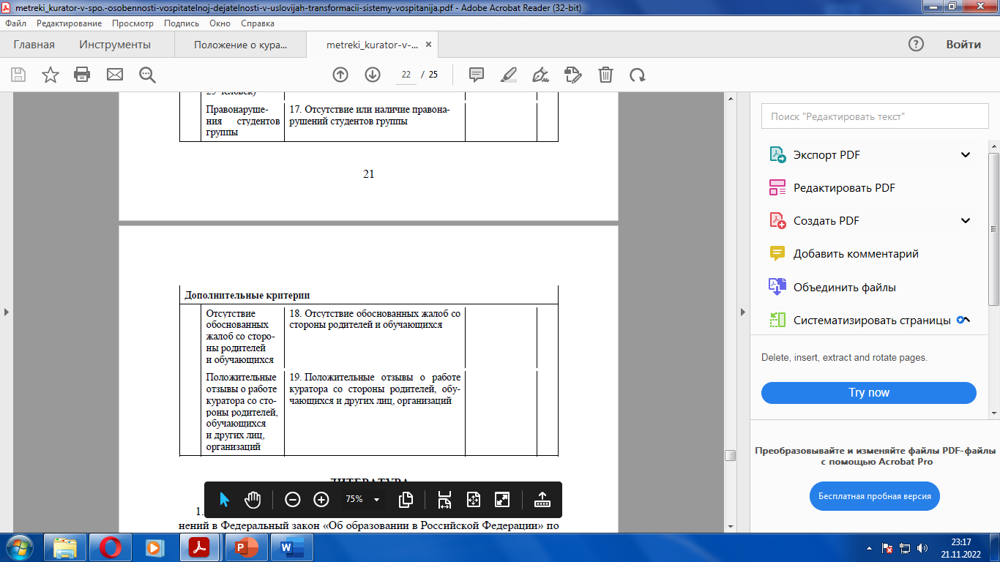 metreki_kurator-v-spo.-osobennosti-vospitatelnoj-dejatelnosti-v-uslovijah-transformacii-sistemy-vospitanija.pdf - Adobe Acrobat Reader (32-bit)
Файл Редактирование Просмотр Подпись Окно Справка
Главная Инструменты Положение о кура... metreki_kurator-v-... × Войти
22 / 25
Правонаруше-
ния студентов
группы
17. Отсутствие или наличие правона-
рушений студентов группы
21
Дополнительные критерии
Отсутствие
обоснованных
жалоб со сторо-
ны родителей
и обучающихся
18. Отсутствие обоснованных жалоб со
стороны родителей и обучающихся
Положительные
отзывы о работе
куратора со сто-
роны родителей,
обучающихся
и других лиц,
организаций
19. Положительные отзывы о работе
куратора со стороны родителей, обу-
чающихся и других лиц, организаций
1.
нений в Федеральный закон «Об образовании в Российской Федерации» по
75%
Поиск "Редактировать текст"
Экспорт PDF
Редактировать PDF
Создать PDF
Добавить комментарий
Объединить файлы
Систематизировать страницы
Delete, insert, extract and rotate pages.
Try now
Преобразовывайте и изменяйте файлы PDF-файлы
с помощью Acrobat Pro
Бесплатная пробная версия
23:17
21.11.2022